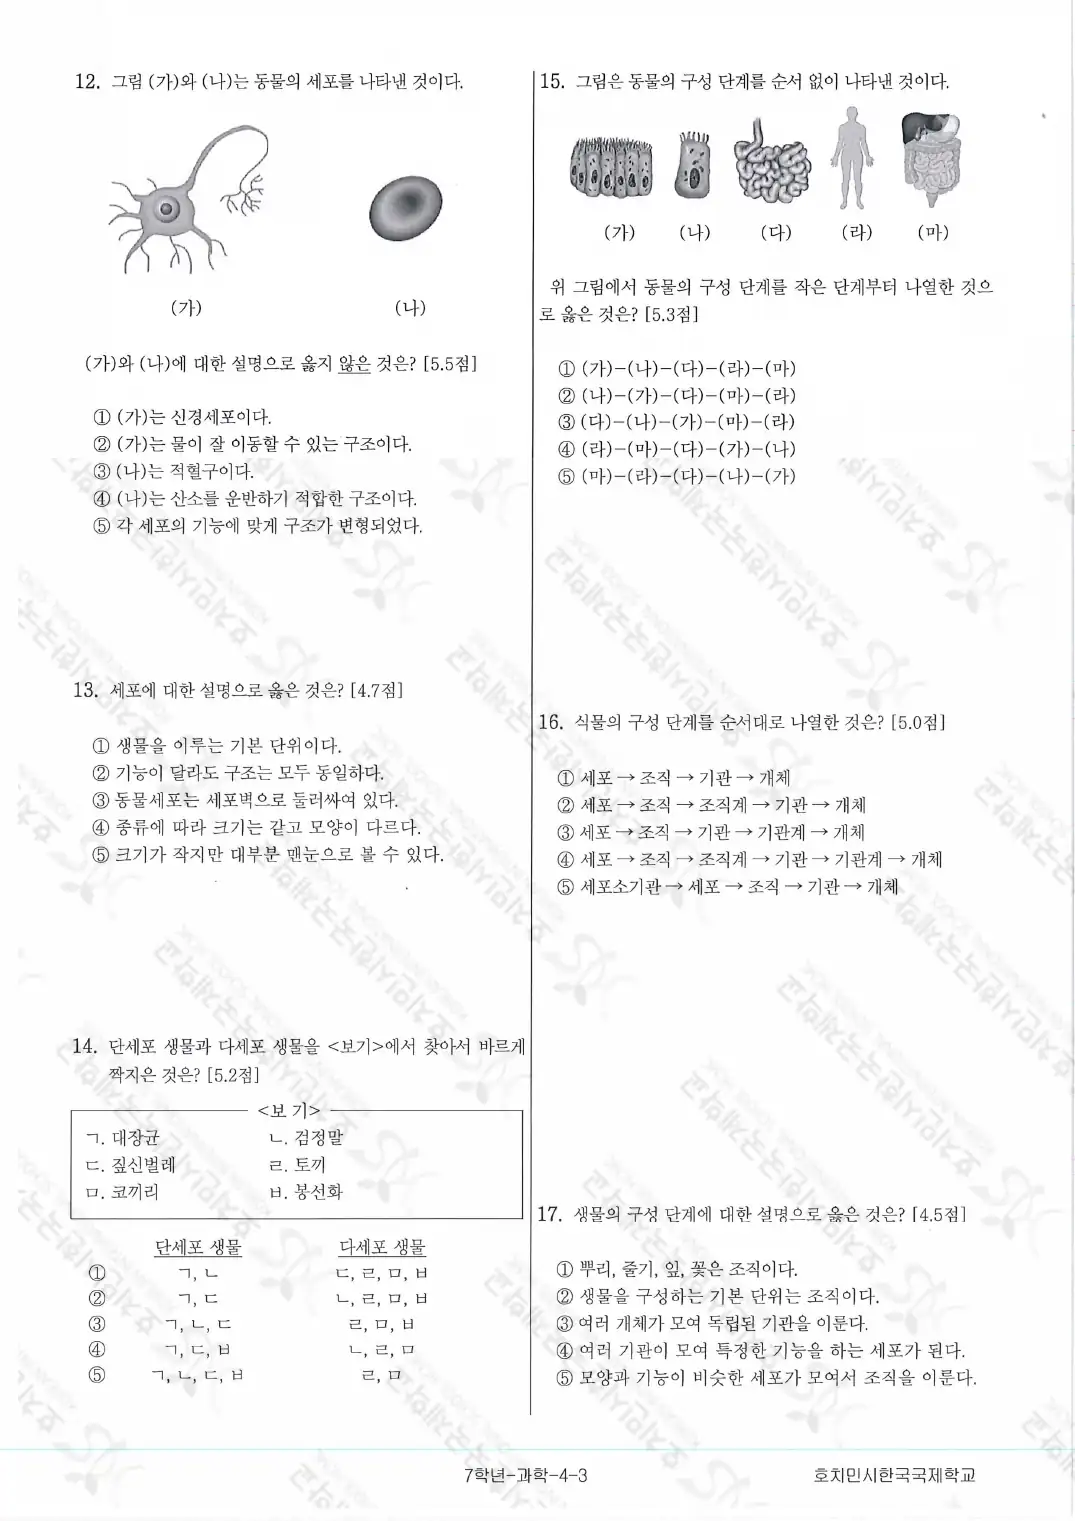 12. 그림 (가)와 (나)는 동물의 세포를 나타낸 것이다.
(가) (나)
(가)와 (나)에 대한 설명으로 옳지 않은 것은? [5.5점]
① (가)는 신경세포이다.
② (가)는 물이 잘 이동할 수 있는 구조이다.
③ (나)는 적혈구이다.
④ (나)는 산소를 운반하기 적합한 구조이다.
⑤ 각 세포의 기능에 맞게 구조가 변형되었다.
13. 세포에 대한 설명으로 옳은 것은? [4.7점]
① 생물을 이루는 기본 단위이다.
② 기능이 달라도 구조는 모두 동일하다.
③ 동물세포는 세포벽으로 둘러싸여 있다.
④ 종류에 따라 크기는 같고 모양이 다르다.
⑤ 크기가 작지만 대부분 맨눈으로 볼 수 있다.
14. 단세포 생물과 다세포 생물을 <보기>에서 찾아서 바르게
짝지은 것은? [5.2점]
<보 기>
ㄱ. 대장균 ㄴ. 검정말
ㄷ. 짚신벌레 ㄹ. 토끼
ㅁ. 코끼리 ㅂ. 봉선화
단세포 생물 다세포 생물
① ㄱ, ㄴ ㄷ, ㄹ, ㅁ, ㅂ
② ㄱ, ㄷ ㄴ, ㄹ, ㅁ, ㅂ
③ ㄱ, ㄴ, ㄷ ㄹ, ㅁ, ㅂ
④ ㄱ, ㄷ, ㅂ ㄴ, ㄹ, ㅁ
⑤ ㄱ, ㄴ, ㄷ, ㅂ ㄹ, ㅁ
15. 그림은 동물의 구성 단계를 순서 없이 나타낸 것이다.
(가) (나) (다) (라) (마)
위 그림에서 동물의 구성 단계를 작은 단계부터 나열한 것으
로 옳은 것은? [5.3점]
① (가)-(나)-(다)-(라)-(마)
② (나)-(가)-(다)-(마)-(라)
③ (다)-(나)-(가)-(마)-(라)
④ (라)-(마)-(다)-(가)-(나)
⑤ (마)-(라)-(다)-(나)-(가)
16. 식물의 구성 단계를 순서대로 나열한 것은? [5.0점]
① 세포 → 조직 → 기관 → 개체
② 세포 → 조직 → 조직계 → 기관 → 개체
③ 세포 → 조직 → 기관 → 기관계 → 개체
④ 세포 → 조직 → 조직계 → 기관 → 기관계 → 개체
⑤ 세포소기관 → 세포 → 조직 → 기관 → 개체
17. 생물의 구성 단계에 대한 설명으로 옳은 것은? [4.5점]
① 뿌리, 줄기, 잎, 꽃은 조직이다.
② 생물을 구성하는 기본 단위는 조직이다.
③ 여러 개체가 모여 독립된 기관을 이룬다.
④ 여러 기관이 모여 특정한 기능을 하는 세포가 된다.
⑤ 모양과 기능이 비슷한 세포가 모여서 조직을 이룬다.
7학년-과학-4-3 호치민시한국국제학교